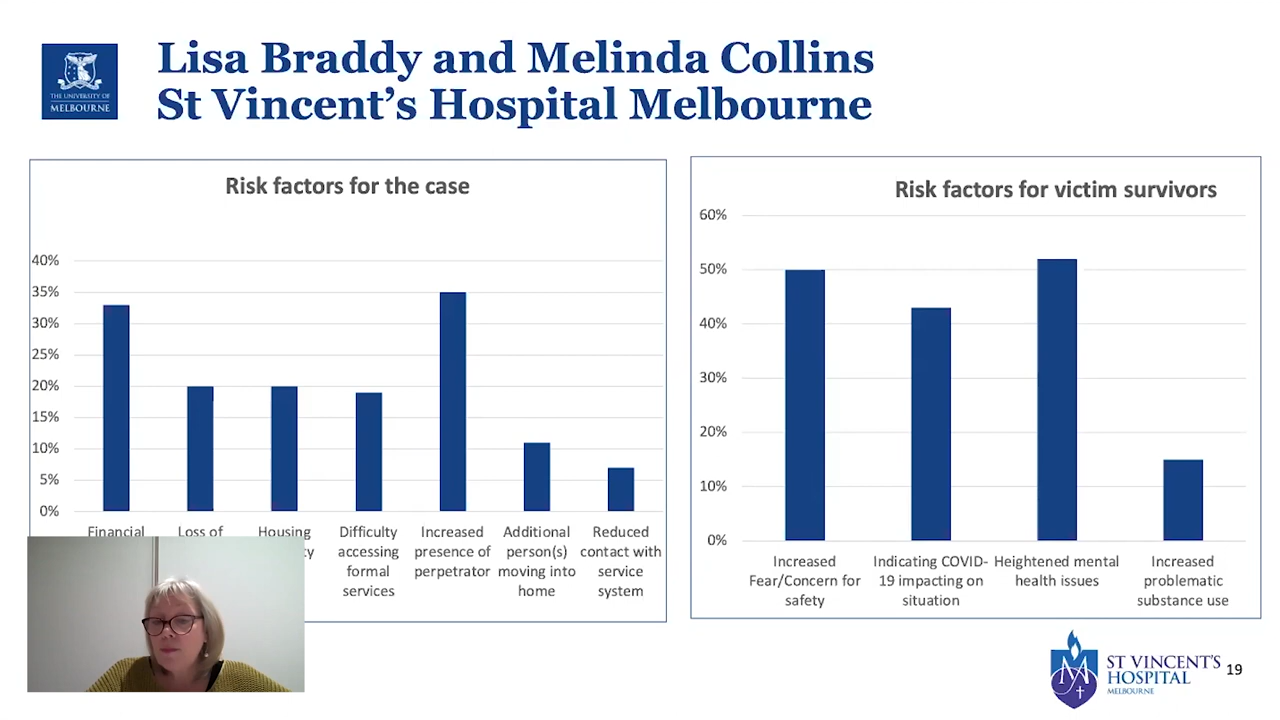 Lisa Braddy and Melinda Collins
St Vincent's Hospital Melbourne
THE UNIVERSITY OF
MELBOURNE
Risk factors for the case
40%
35%
30%
25%
20%
15%
10%
5%
0%
Financial
Loss of
Housing
Difficulty
accessing
formal
services
Increased
presence of
perpetrator
Additional
person(s)
moving into
home
Reduced
contact with
service
system
Risk factors for victim survivors
60%
50%
40%
30%
20%
10%
0%
Increased
Fear/Concern for
safety
Indicating COVID-
19 impacting on
situation
Heightened mental
health issues
Increased
problematic
substance use
ST VINCENT'S
HOSPITAL
MELBOURNE
19